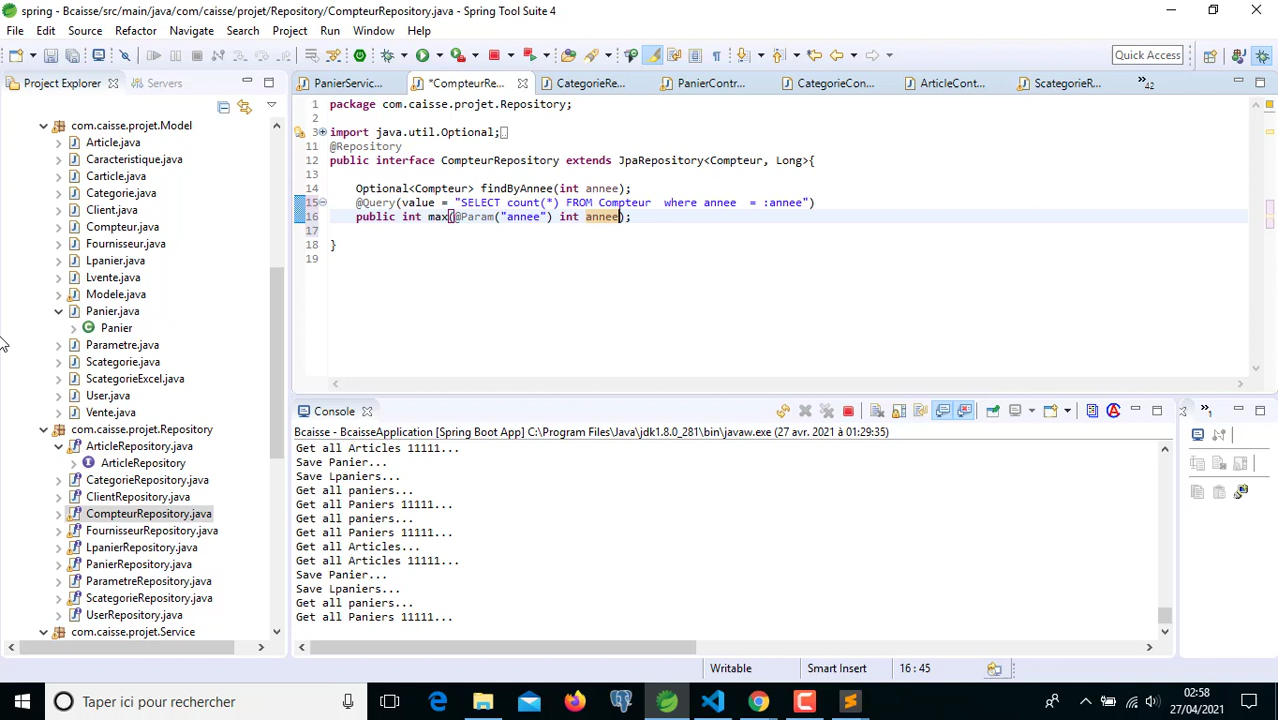 spring - Bcaisse/src/main/java/com/caisse/projet/Repository/CompteurRepository.java - Spring Tool Suite 4
File Edit Source Refactor Navigate Search Project Run Window Help
Quick Access
Project Explorer Servers
PanierServic... *CompteurRe... CategorieRe... PanierContr... CategorieCon... ArticleCont... ScategorieR... »42
com.caisse.projet.Model
Article.java
Caracteristique.java
Carticle.java
Categorie.java
Client.java
Compteur.java
Fournisseur.java
Lpanier.java
Lvente.java
Modele.java
Panier.java
Panier
Parametre.java
Scategorie.java
ScategorieExcel.java
User.java
Vente.java
com.caisse.projet.Repository
ArticleRepository.java
ArticleRepository
CategorieRepository.java
ClientRepository.java
CompteurRepository.java
FournisseurRepository.java
LpanierRepository.java
PanierRepository.java
ParametreRepository.java
ScategorieRepository.java
UserRepository.java
com.caisse.projet.Service
1 package com.caisse.projet.Repository;
2
3 import java.util.Optional;
11 @Repository
12 public interface CompteurRepository extends JpaRepository<Compteur, Long>{
13
14 Optional<Compteur> findByAnnee(int annee);
15 @Query(value = "SELECT count(*) FROM Compteur  where annee  = :annee")
16 public int max(@Param("annee") int annee);
17
18 }
19
Console
»1
Bcaisse - BcaisseApplication [Spring Boot App] C:\Program Files\Java\jdk1.8.0_281\bin\javaw.exe (27 avr. 2021 à 01:29:35)
Get all Articles 11111...
Save Panier...
Save Lpaniers...
Get all paniers...
Get all Paniers 11111...
Get all paniers...
Get all Paniers 11111...
Get all Articles...
Get all Articles 11111...
Save Panier...
Save Lpaniers...
Get all paniers...
Get all Paniers 11111...
Writable Smart Insert 16 : 45
Taper ici pour rechercher
02:58
27/04/2021